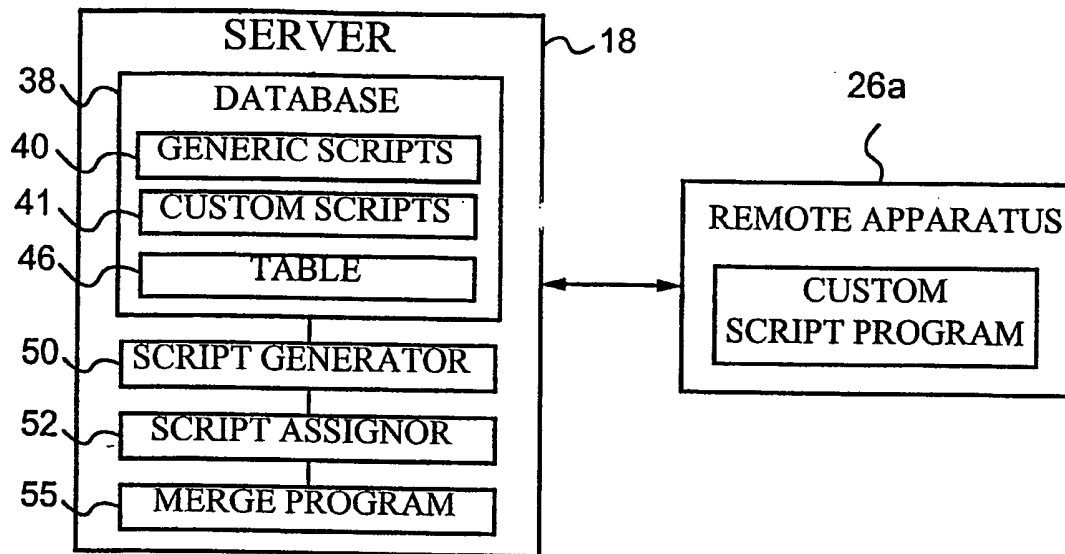 SERVER
18
38
DATABASE
40
GENERIC SCRIPTS
41
CUSTOM SCRIPTS
46
TABLE
50
SCRIPT GENERATOR
52
SCRIPT ASSIGNOR
55
MERGE PROGRAM
26a
REMOTE APPARATUS
CUSTOM
SCRIPT PROGRAM